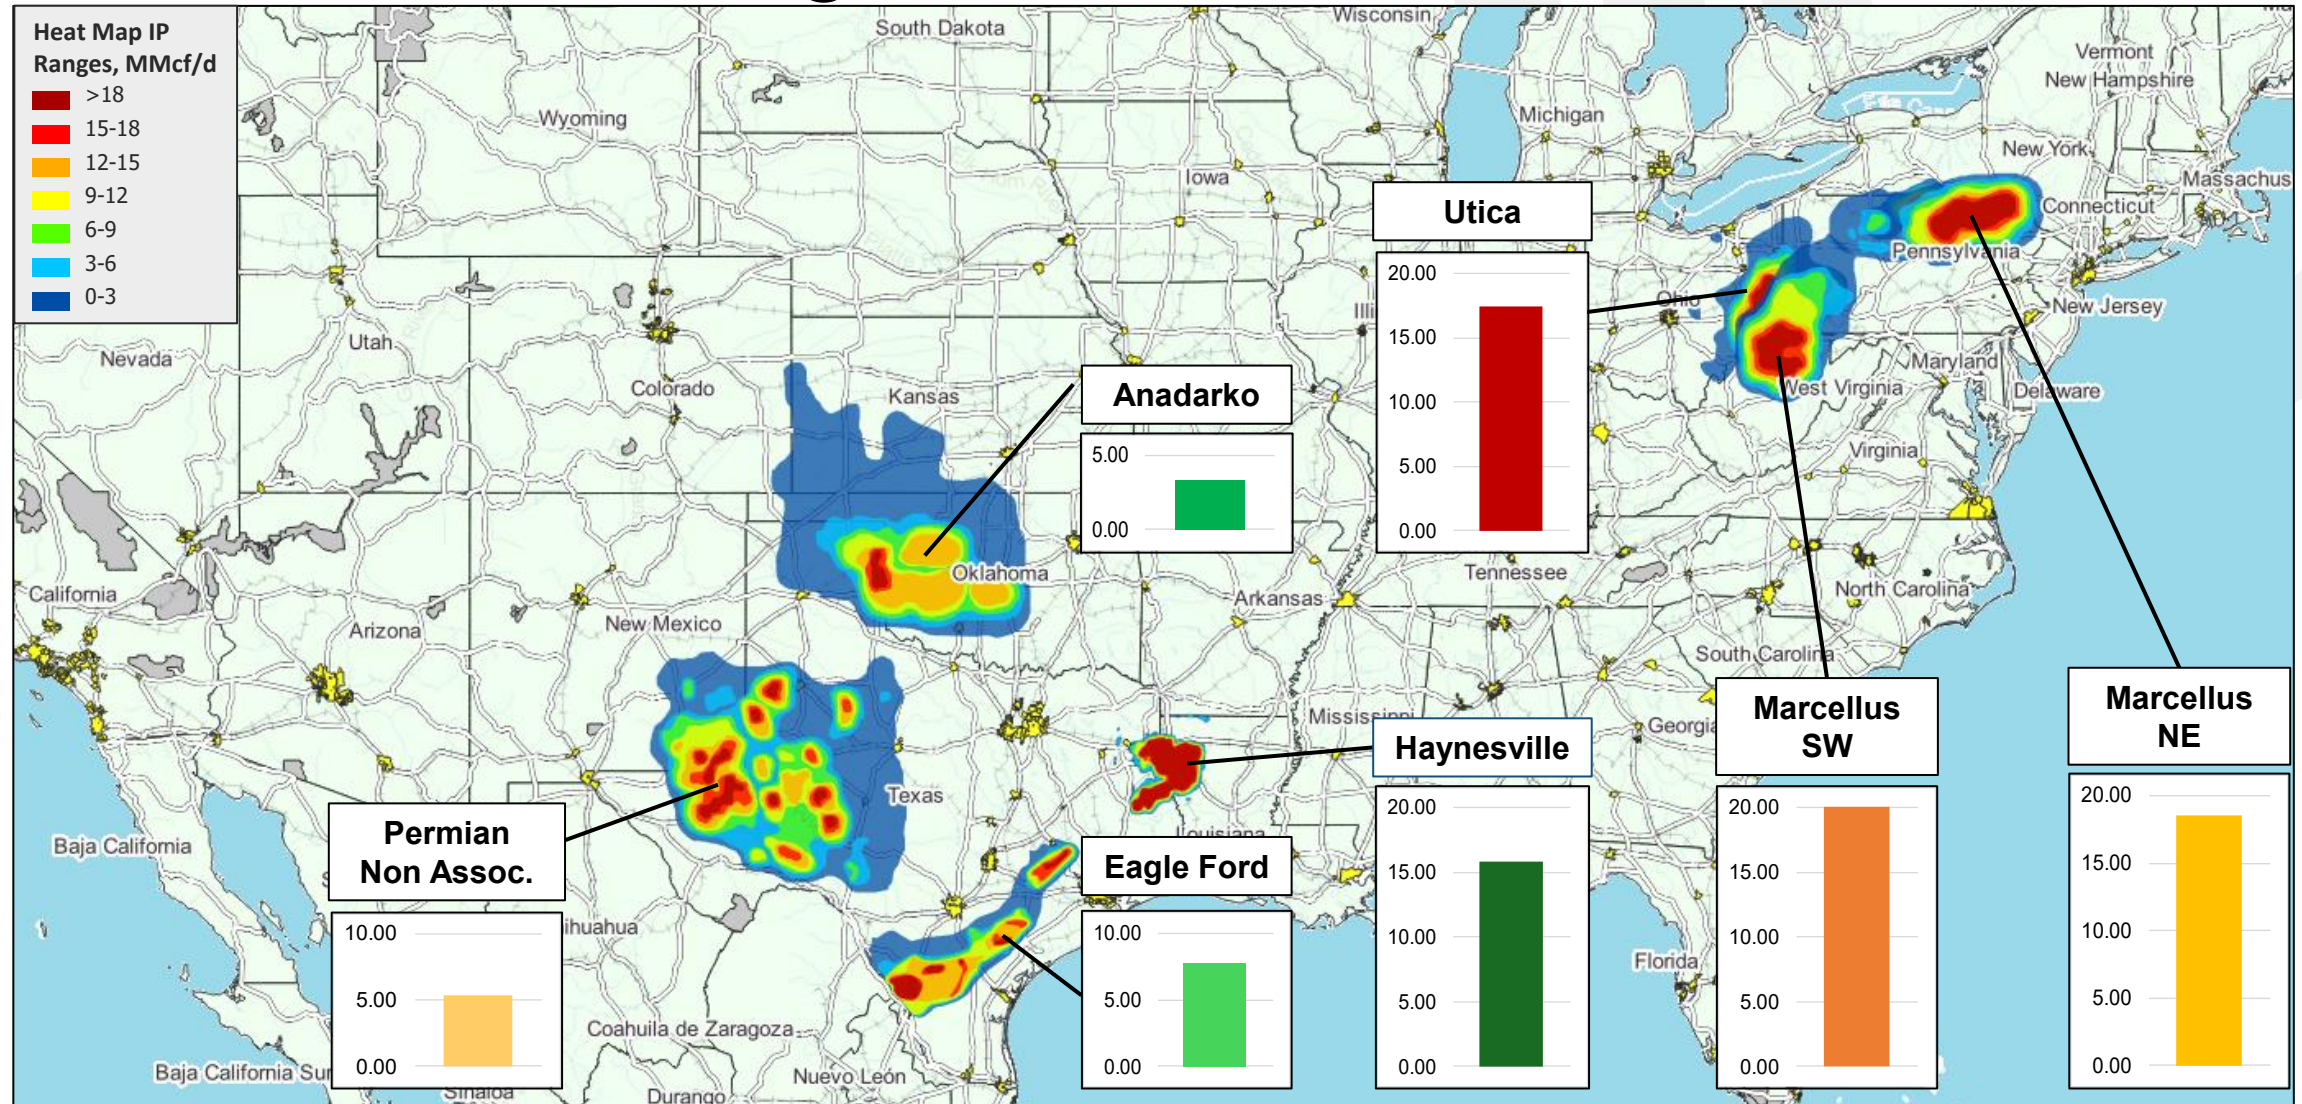 Heat Map IP
Ranges, MMcf/d
>18
15-18
12-15
9-12
6-9
3-6
0-3
South Dakota
Wisconsin
Vermont
New Hampshire
Wyoming
Michigan
New York
Iowa
Massachus
Connecticut
Pennsylvania
Utica
20.00
15.00
10.00
5.00
0.00
Ohio
Illi
New Jersey
Nevada
Utah
Colorado
Kansas
Maryland
Delaware
West Virginia
Virginia
Anadarko
5.00
0.00
Oklahoma
Tennessee
North Carolina
California
Arizona
New Mexico
Arkansas
South Carolina
Mississippi
Georgia
Texas
Louisiana
Haynesville
20.00
15.00
10.00
5.00
0.00
Marcellus
SW
20.00
15.00
10.00
5.00
0.00
Marcellus
NE
20.00
15.00
10.00
5.00
0.00
Baja California
Permian
Non Assoc.
10.00
5.00
0.00
Eagle Ford
10.00
5.00
0.00
ihuahua
Florida
Coahuila de Zaragoza
Baja California Sur
Sinaloa
Durango
Nuevo León